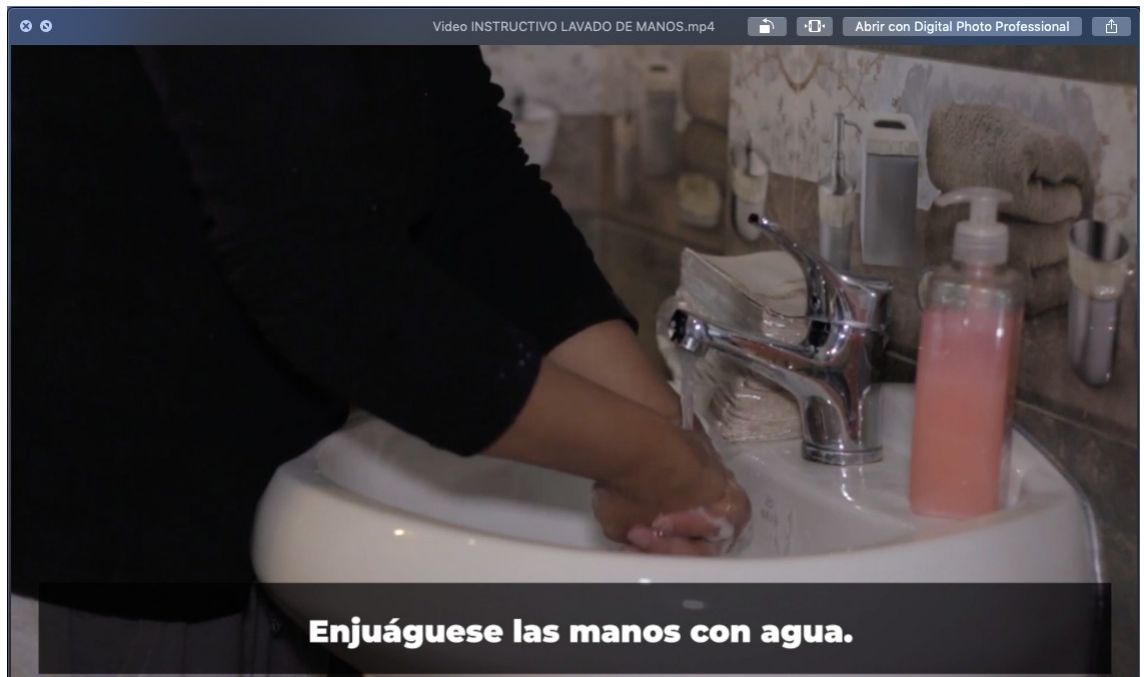 Video INSTRUCTIVO LAVADO DE MANOS.mp4
Abrir con Digital Photo Professional
Enjuáguese las manos con agua.